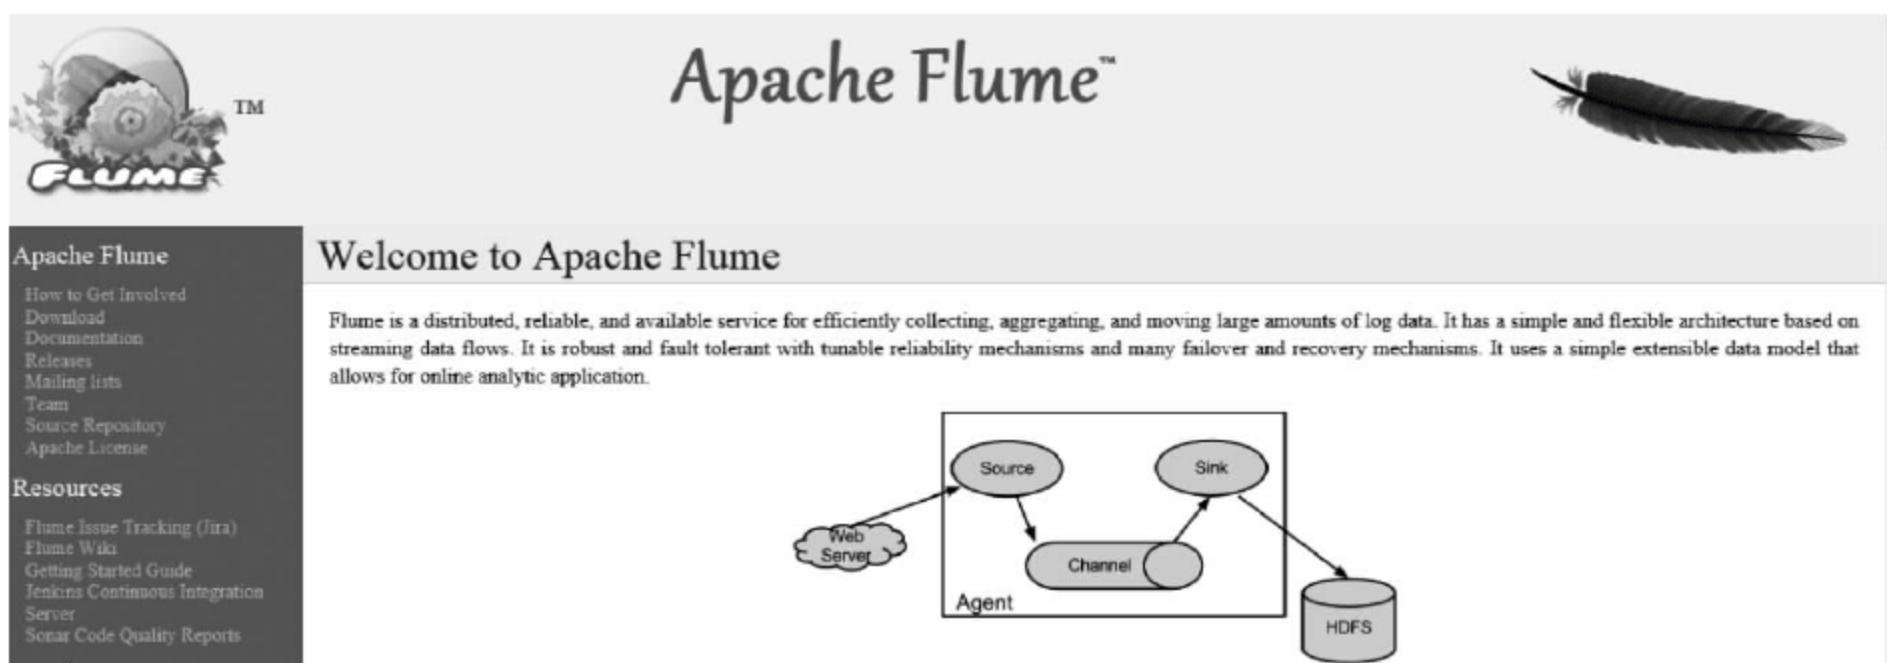 FLUME
TM
Apache Flume™
Apache Flume
How to Get Involved
Download
Documentation
Releases
Mailing lists
Team
Source Repository
Apache License
Resources
Flume Issue Tracking (Jira)
Flume Wiki
Getting Started Guide
Jenkins Continuous Integration
Server
Sonar Code Quality Reports
Welcome to Apache Flume
Flume is a distributed, reliable, and available service for efficiently collecting, aggregating, and moving large amounts of log data. It has a simple and flexible architecture based on
streaming data flows. It is robust and fault tolerant with tunable reliability mechanisms and many failover and recovery mechanisms. It uses a simple extensible data model that
allows for online analytic application.
Source
Sink
Web
Server
Channel
Agent
HDFS